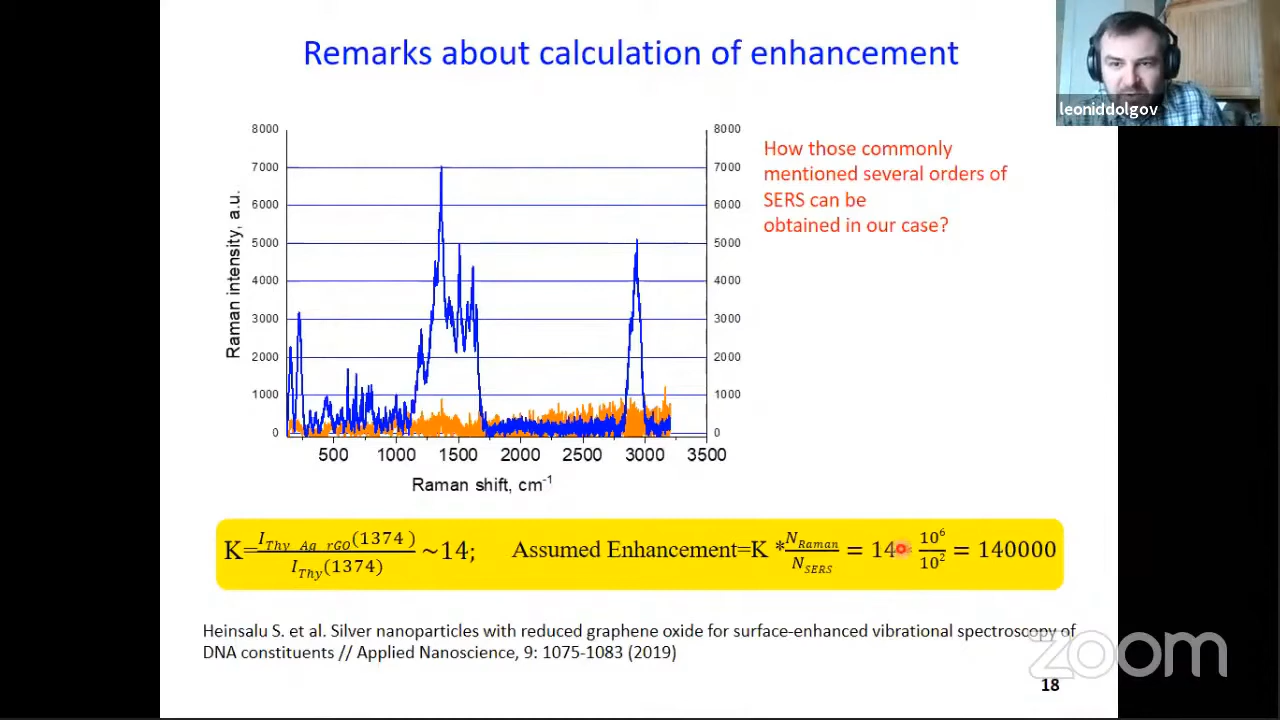 Remarks about calculation of enhancement
leoniddolgov
8000
7000
6000
5000
4000
3000
2000
1000
0
Raman intensity, a.u.
8000
7000
6000
5000
4000
3000
2000
1000
0
500 1000 1500 2000 2500 3000 3500
Raman shift, cm⁻¹
How those commonly
mentioned several orders of
SERS can be
obtained in our case?
K=I_Thy_Ag_rGO(1374)/I_Thy(1374) ~14; Assumed Enhancement=K *N_Raman/N_SERS = 14 10⁶/10² = 140000
Heinsalu S. et al. Silver nanoparticles with reduced graphene oxide for surface-enhanced vibrational spectroscopy of
DNA constituents // Applied Nanoscience, 9: 1075-1083 (2019)
zoom
18